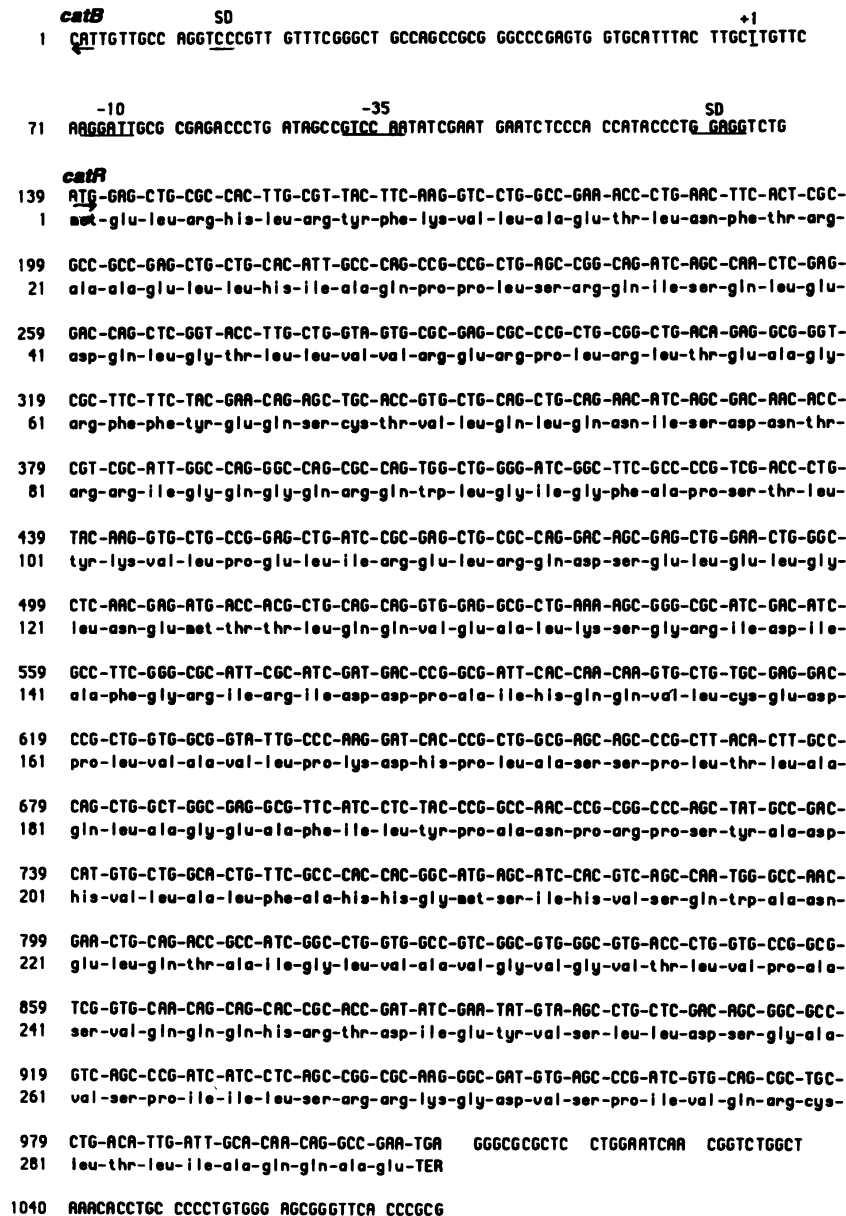 catB SD +1
1 CATTGTTGCC AGGTCCCGTT GTTTCGGGCT GCCAGCCGCG GGCCCGAGTG GTGCATTTAC TTGCTTGTTC
-10 -35 SD
71 AAGGATTGCG CGAGACCCTG ATAGCCGTCC AATATCGAAT GAATCTCCCA CCATACCCTG GAGGTCTG
catR
139 ATG-GAG-CTG-CGC-CAC-TTG-CGT-TAC-TTC-AAG-GTC-CTG-GCC-GAA-ACC-CTG-AAC-TTC-ACT-CGC-
1 met-glu-leu-arg-his-leu-arg-tyr-phe-lys-val-leu-ala-glu-thr-leu-asn-phe-thr-arg-
199 GCC-GCC-GAG-CTG-CTG-CAC-ATT-GCC-CAG-CCG-CCG-CTG-AGC-CGG-CAG-ATC-AGC-CAA-CTC-GAG-
21 ala-ala-glu-leu-leu-his-ile-ala-gln-pro-pro-leu-ser-arg-gln-ile-ser-gln-leu-glu-
259 GAC-CAG-CTC-GGT-ACC-TTG-CTG-GTA-GTG-CGC-GAG-CGC-CCG-CTG-CGG-CTG-ACA-GAG-GCG-GGT-
41 asp-gln-leu-gly-thr-leu-leu-val-val-arg-glu-arg-pro-leu-arg-leu-thr-glu-ala-gly-
319 CGC-TTC-TTC-TAC-GAA-CAG-AGC-TGC-ACC-GTG-CTG-CAG-CTG-CAG-AAC-ATC-AGC-GAC-AAC-ACC-
61 arg-phe-phe-tyr-glu-gln-ser-cys-thr-val-leu-gln-leu-gln-asn-ile-ser-asp-asn-thr-
379 CGT-CGC-ATT-GGC-CAG-GGC-CAG-CGC-CAG-TGG-CTG-GGG-ATC-GGC-TTC-GCC-CCG-TCG-ACC-CTG-
81 arg-arg-ile-gly-gln-gly-gln-arg-gln-trp-leu-gly-ile-gly-phe-ala-pro-ser-thr-leu-
439 TAC-AAG-GTG-CTG-CCG-GAG-CTG-ATC-CGC-GAG-CTG-CGC-CAG-GAC-AGC-GAG-CTG-GAA-CTG-GGC-
101 tyr-lys-val-leu-pro-glu-leu-ile-arg-glu-leu-arg-gln-asp-ser-glu-leu-glu-leu-gly-
499 CTC-AAC-GAG-ATG-ACC-ACG-CTG-CAG-CAG-GTG-GAG-GCG-CTG-AAA-AGC-GGG-CGC-ATC-GAC-ATC-
121 leu-asn-glu-met-thr-thr-leu-gln-gln-val-glu-ala-leu-lys-ser-gly-arg-ile-asp-ile-
559 GCC-TTC-GGG-CGC-ATT-CGC-ATC-GAT-GAC-CCG-GCG-ATT-CAC-CAA-CAA-GTG-CTG-TGC-GAG-GAC-
141 ala-phe-gly-arg-ile-arg-ile-asp-asp-pro-ala-ile-his-gln-gln-val-leu-cys-glu-asp-
619 CCG-CTG-GTG-GCG-GTA-TTG-CCC-AAG-GAT-CAC-CCG-CTG-GCG-AGC-AGC-CCG-CTT-ACA-CTT-GCC-
161 pro-leu-val-ala-val-leu-pro-lys-asp-his-pro-leu-ala-ser-ser-pro-leu-thr-leu-ala-
679 CAG-CTG-GCT-GGC-GAG-GCG-TTC-ATC-CTC-TAC-CCG-GCC-AAC-CCG-CGG-CCC-AGC-TAT-GCC-GAC-
181 gln-leu-ala-gly-glu-ala-phe-ile-leu-tyr-pro-ala-asn-pro-arg-pro-ser-tyr-ala-asp-
739 CAT-GTG-CTG-GCA-CTG-TTC-GCC-CAC-CAC-GGC-ATG-AGC-ATC-CAC-GTC-AGC-CAA-TGG-GCC-AAC-
201 his-val-leu-ala-leu-phe-ala-his-his-gly-met-ser-ile-his-val-ser-gln-trp-ala-asn-
799 GAA-CTG-CAG-ACC-GCC-ATC-GGC-CTG-GTG-GCC-GTC-GGC-GTG-GGC-GTG-ACC-CTG-GTG-CCG-GCG-
221 glu-leu-gln-thr-ala-ile-gly-leu-val-ala-val-gly-val-gly-val-thr-leu-val-pro-ala-
859 TCG-GTG-CAA-CAG-CAG-CAC-CGC-ACC-GAT-ATC-GAA-TAT-GTA-AGC-CTG-CTC-GAC-AGC-GGC-GCC-
241 ser-val-gln-gln-gln-his-arg-thr-asp-ile-glu-tyr-val-ser-leu-leu-asp-ser-gly-ala-
919 GTC-AGC-CCG-ATC-ATC-CTC-AGC-CGG-CGC-AAG-GGC-GAT-GTG-AGC-CCG-ATC-GTG-CAG-CGC-TGC-
261 val-ser-pro-ile-ile-leu-ser-arg-arg-lys-gly-asp-val-ser-pro-ile-val-gln-arg-cys-
979 CTG-ACA-TTG-ATT-GCA-CAA-CAG-GCC-GAA-TGA GGGCGCGCTC CTGGAATCAA CGGTCTGGCT
281 leu-thr-leu-ile-ala-gln-gln-ala-glu-TER
1040 AAACACCTGC CCCCTGTGGG AGCGGGTTCA CCCGCG